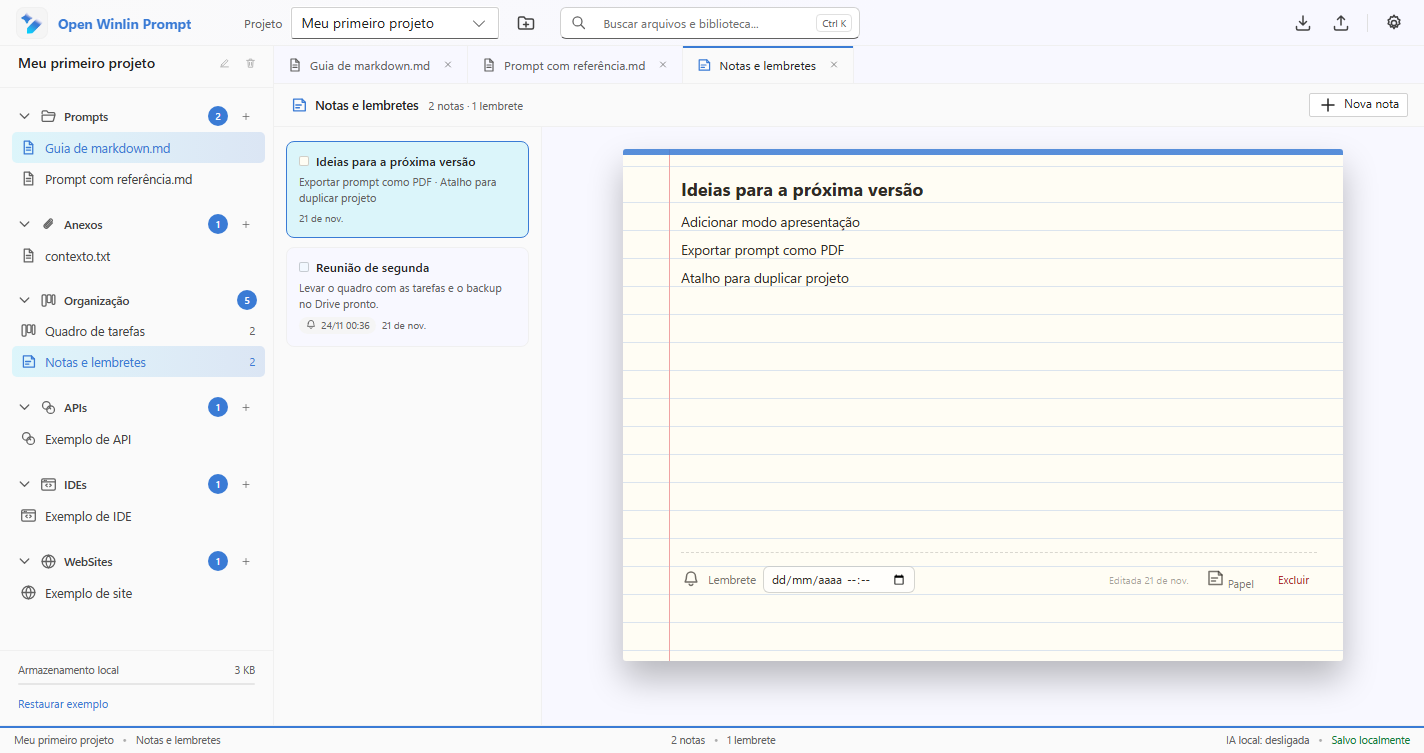 Open Winlin Prompt
Projeto
Meu primeiro projeto
Buscar arquivos e biblioteca...
Ctrl K
Meu primeiro projeto
Guia de markdown.md
Prompt com referência.md
Notas e lembretes
Prompts
2
Guia de markdown.md
Prompt com referência.md
Anexos
1
contexto.txt
Organização
5
Quadro de tarefas
2
Notas e lembretes
2
APIs
1
Exemplo de API
IDEs
1
Exemplo de IDE
WebSites
1
Exemplo de site
Armazenamento local
3 KB
Restaurar exemplo
Notas e lembretes
2 notas · 1 lembrete
Nova nota
Ideias para a próxima versão
Exportar prompt como PDF · Atalho para
duplicar projeto
21 de nov.
Reunião de segunda
Levar o quadro com as tarefas e o backup
no Drive pronto.
24/11 00:36
21 de nov.
Ideias para a próxima versão
Adicionar modo apresentação
Exportar prompt como PDF
Atalho para duplicar projeto
Lembrete
dd/mm/aaaa --:--
Editada 21 de nov.
Papel
Excluir
Meu primeiro projeto • Notas e lembretes
2 notas • 1 lembrete
IA local: desligada • Salvo localmente